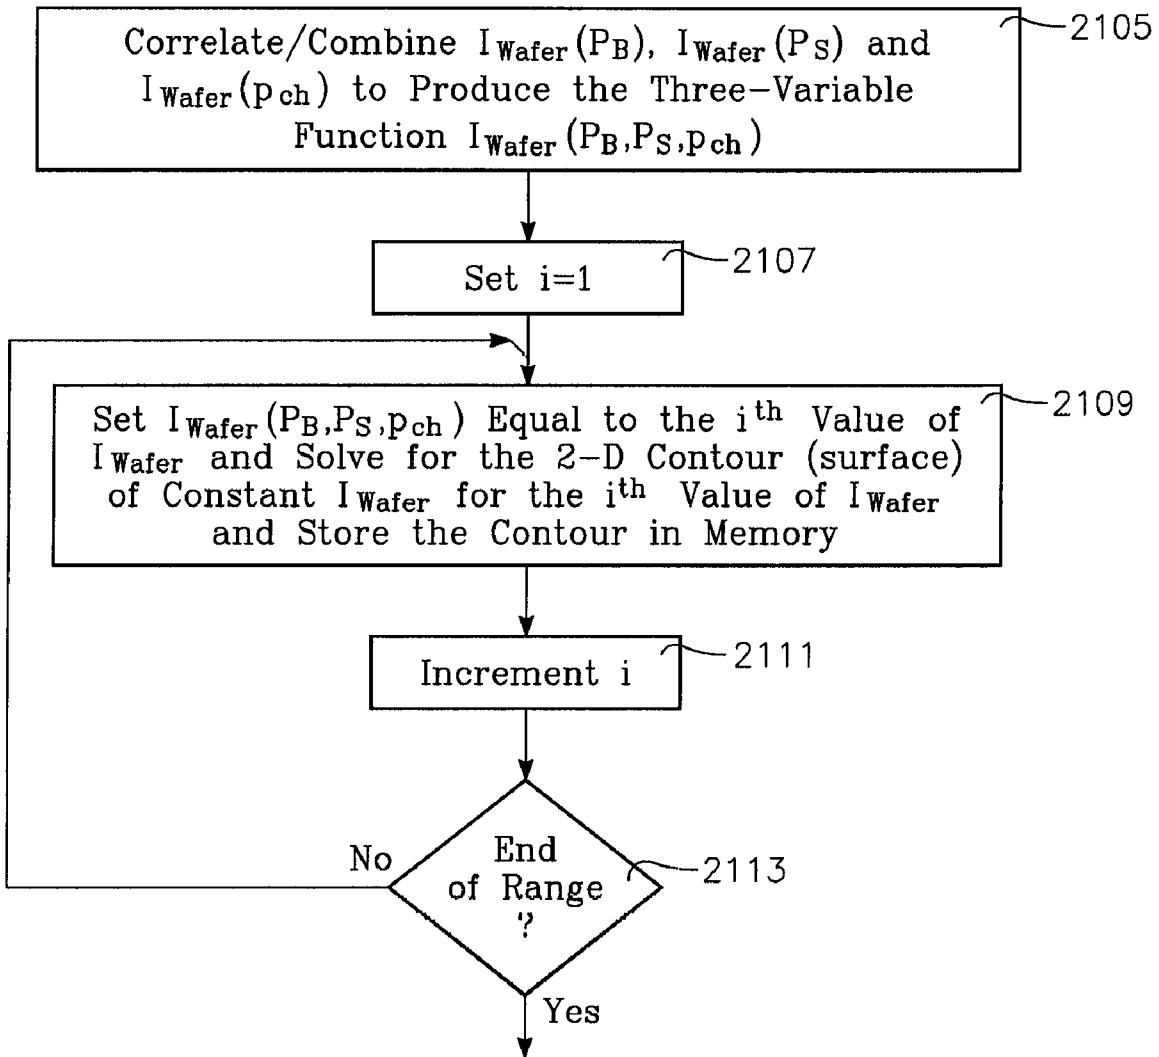 Correlate/Combine I_Wafer(P_B), I_Wafer(P_S) and
I_Wafer(p_ch) to Produce the Three-Variable
Function I_Wafer(P_B,P_S,p_ch)
2105
Set i=1
2107
Set I_Wafer(P_B,P_S,p_ch) Equal to the i^th Value of
I_Wafer and Solve for the 2-D Contour (surface)
of Constant I_Wafer for the i^th Value of I_Wafer
and Store the Contour in Memory
2109
Increment i
2111
No
End
of Range
?
2113
Yes